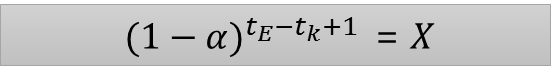 (1 − α)^{t_E−t_k+1} = X